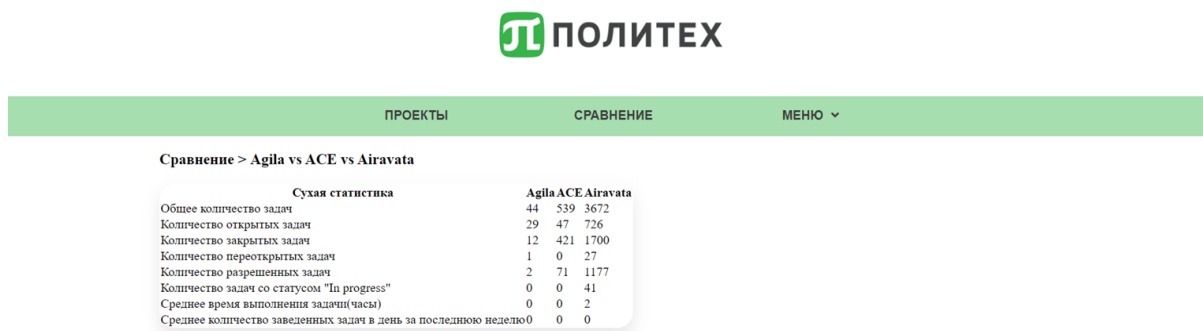 ПОЛИТЕХ
ПРОЕКТЫ СРАВНЕНИЕ МЕНЮ
Сравнение > Agila vs ACE vs Airavata
Сухая статистика Agila ACE Airavata
Общее количество задач 44 539 3672
Количество открытых задач 29 47 726
Количество закрытых задач 12 421 1700
Количество переоткрытых задач 1 0 27
Количество разрешенных задач 2 71 1177
Количество задач со статусом "In progress" 0 0 41
Среднее время выполнения задачи(часы) 0 0 2
Среднее количество заведенных задач в день за последнюю неделю 0 0 0